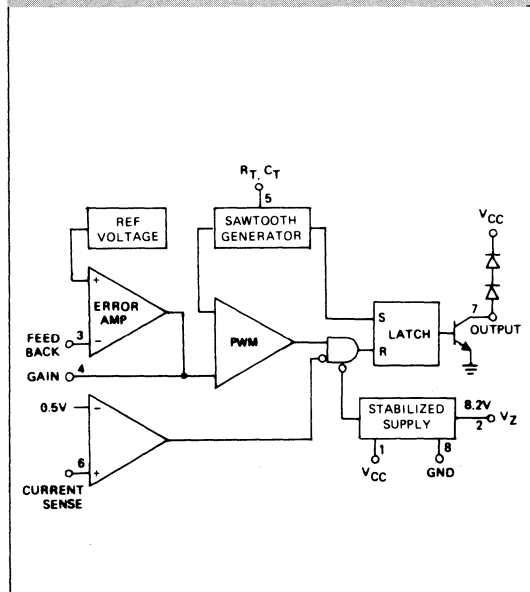 R_T, C_T
5
REF
VOLTAGE
SAWTOOTH
GENERATOR
V_CC
+
ERROR
AMP
3
−
FEED
BACK
GAIN
4
PWM
S
LATCH
R
7
OUTPUT
0.5V
−
6
+
CURRENT
SENSE
STABILIZED
SUPPLY
8.2V
2
V_Z
1
8
V_CC
GND